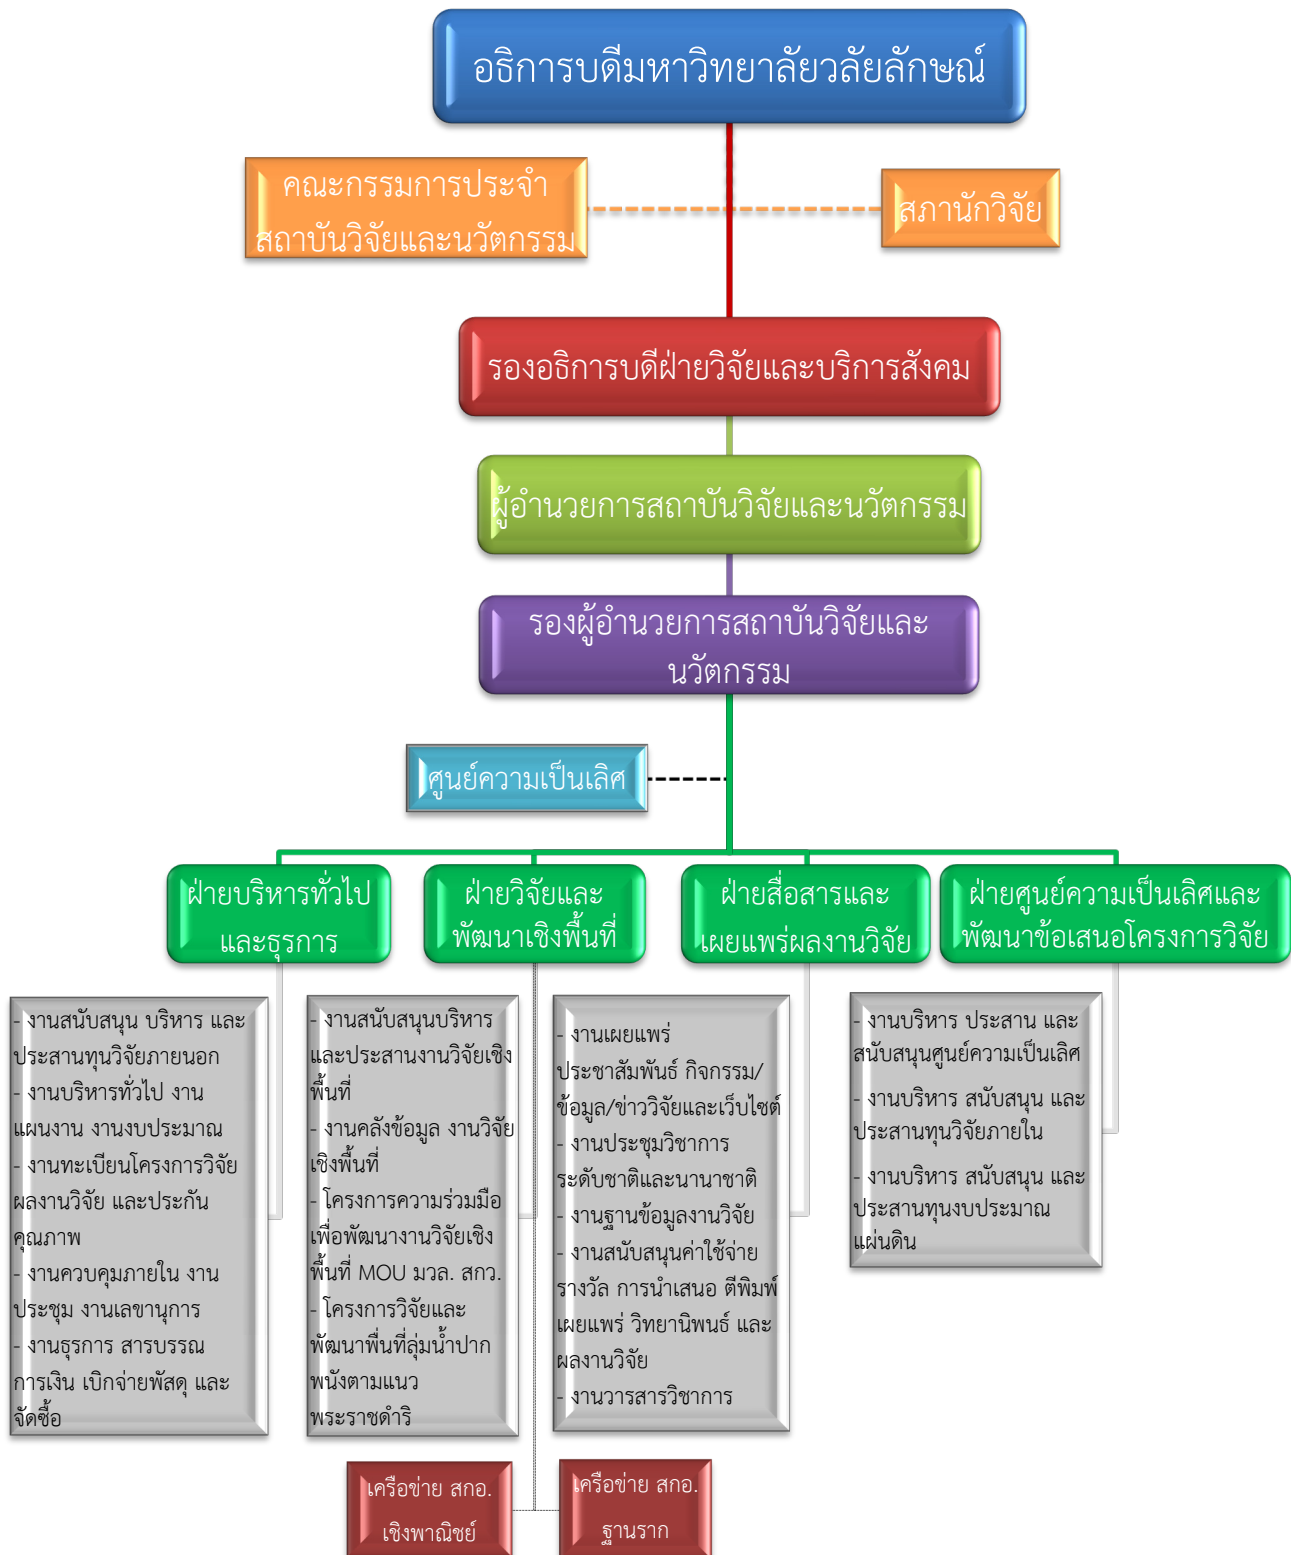 อธิการบดีมหาวิทยาลัยวลัยลักษณ์
คณะกรรมการประจำ
สถาบันวิจัยและนวัตกรรม
สภานักวิจัย
รองอธิการบดีฝ่ายวิจัยและบริการสังคม
ผู้อำนวยการสถาบันวิจัยและนวัตกรรม
รองผู้อำนวยการสถาบันวิจัยและ
นวัตกรรม
ศูนย์ความเป็นเลิศ
ฝ่ายบริหารทั่วไป
และธุรการ
ฝ่ายวิจัยและ
พัฒนาเชิงพื้นที่
ฝ่ายสื่อสารและ
เผยแพร่ผลงานวิจัย
ฝ่ายศูนย์ความเป็นเลิศและ
พัฒนาข้อเสนอโครงการวิจัย
- งานสนับสนุน บริหาร และ
ประสานทุนวิจัยภายนอก
- งานบริหารทั่วไป งาน
แผนงาน งานงบประมาณ
- งานทะเบียนโครงการวิจัย
ผลงานวิจัย และประกัน
คุณภาพ
- งานควบคุมภายใน งาน
ประชุม งานเลขานุการ
- งานธุรการ สารบรรณ
การเงิน เบิกจ่ายพัสดุ และ
จัดซื้อ
- งานสนับสนุนบริหาร
และประสานงานวิจัยเชิง
พื้นที่
- งานคลังข้อมูล งานวิจัย
เชิงพื้นที่
- โครงการความร่วมมือ
เพื่อพัฒนางานวิจัยเชิง
พื้นที่ MOU มวล. สกว.
- โครงการวิจัยและ
พัฒนาพื่นที่ลุ่มน้ำปาก
พนังตามแนว
พระราชดำริ
- งานเผยแพร่
ประชาสัมพันธ์ กิจกรรม/
ข้อมูล/ข่าววิจัยและเว็บไซต์
- งานประชุมวิชาการ
ระดับชาติและนานาชาติ
- งานฐานข้อมูลงานวิจัย
- งานสนับสนุนค่าใช้จ่าย
รางวัล การนำเสนอ ตีพิมพ์
เผยแพร่ วิทยานิพนธ์ และ
ผลงานวิจัย
- งานวารสารวิชาการ
- งานบริหาร ประสาน และ
สนับสนุนศูนย์ความเป็นเลิศ
- งานบริหาร สนับสนุน และ
ประสานทุนวิจัยภายใน
- งานบริหาร สนับสนุน และ
ประสานทุนงบประมาณ
แผ่นดิน
เครือข่าย สกอ.
เชิงพาณิชย์
เครือข่าย สกอ.
ฐานราก